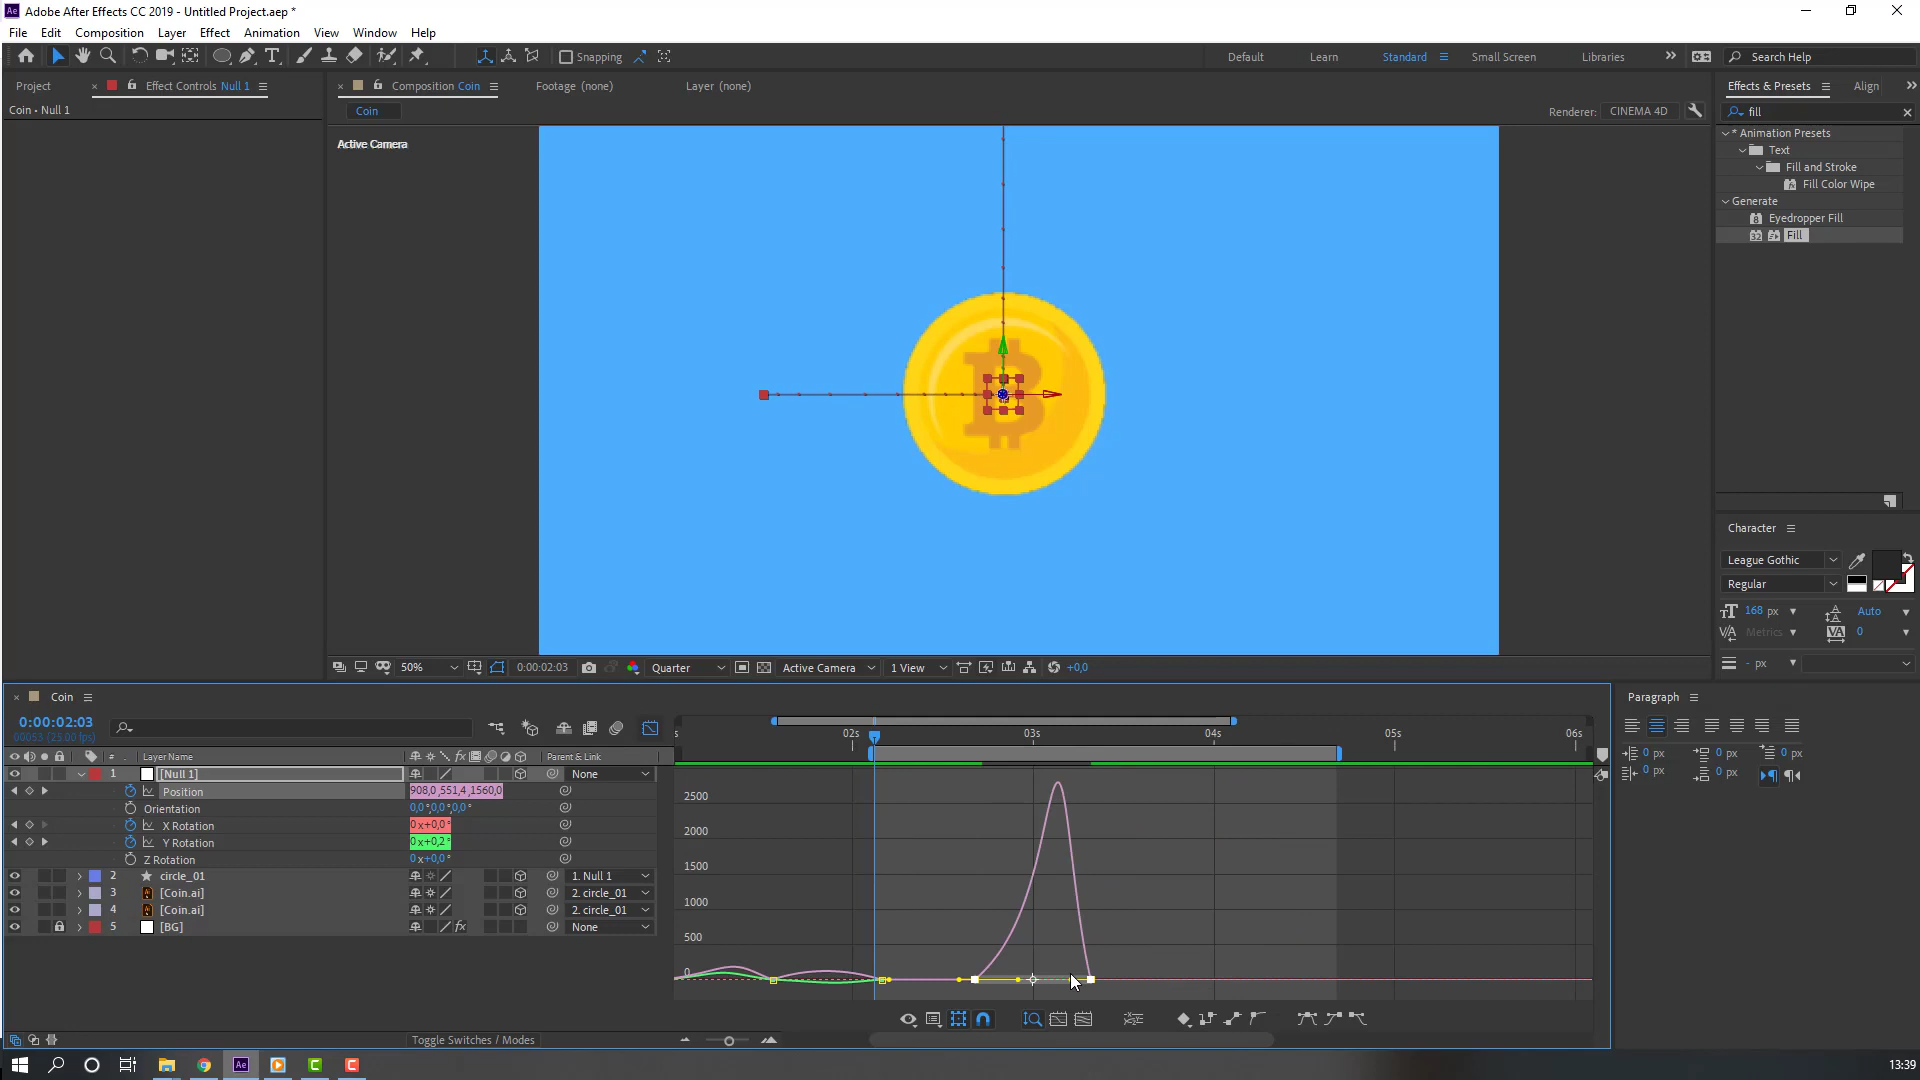 Adobe After Effects CC 2019 - Untitled Project.aep *
File Edit Composition Layer Effect Animation View Window Help
Snapping Default Learn Standard Small Screen Libraries Search Help
Project Effect Controls Null 1 Composition Coin Footage (none) Layer (none) Effects & Presets Align
Coin • Null 1 Coin Renderer: CINEMA 4D fill
Active Camera
* Animation Presets
Text
Fill and Stroke
Fill Color Wipe
Generate
Eyedropper Fill
Fill
Character
League Gothic
Regular
168 px Auto
Metrics 0
- px
50% 0:00:02:03 Quarter Active Camera 1 View +0,0
Coin
Paragraph
0:00:02:03
00053 (25.00 fps)
s 02s 03s 04s 05s 06s
# Layer Name Parent & Link
0 px 0 px 0 px
0 px 0 px
1 [Null 1] None
Position 908,0 ,551,4 ,1560,0
Orientation 0,0 °,0,0 °,0,0 °
X Rotation 0 x+0,0 °
Y Rotation 0 x+0,2 °
Z Rotation 0 x+0,0 °
2 circle_01 1. Null 1
3 [Coin.ai] 2. circle_01
4 [Coin.ai] 2. circle_01
5 [BG] None
2500
2000
1500
1000
500
0
Toggle Switches / Modes
13:39